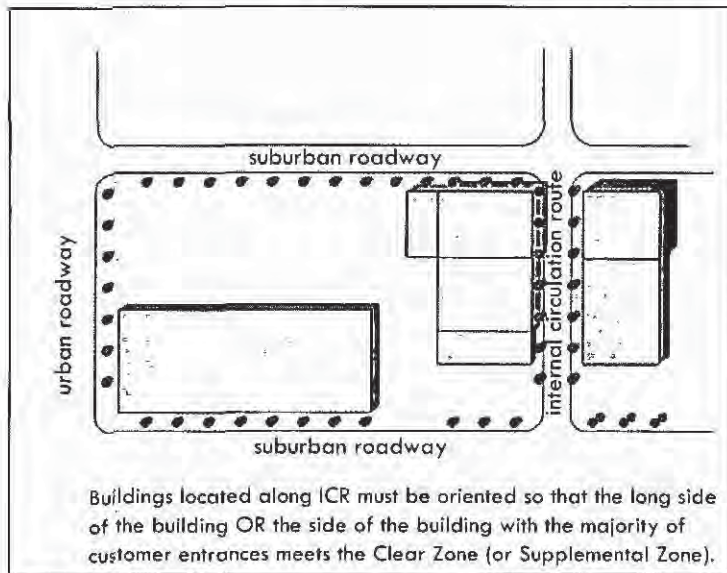 suburban roadway
urban roadway
internal circulation route
suburban roadway
Buildings located along ICR must be oriented so that the long side
of the building OR the side of the building with the majority of
customer entrances meets the Clear Zone (or Supplemental Zone).